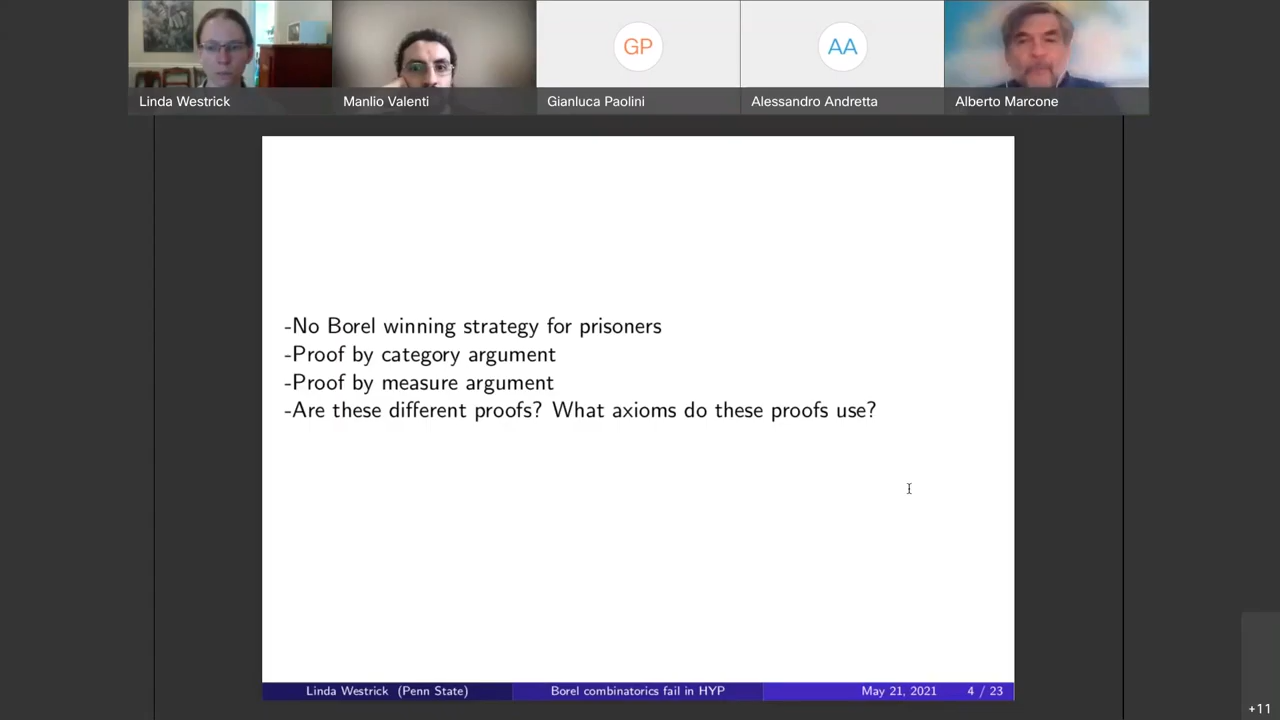 Linda Westrick
Manlio Valenti
GP
Gianluca Paolini
AA
Alessandro Andretta
Alberto Marcone
-No Borel winning strategy for prisoners
-Proof by category argument
-Proof by measure argument
-Are these different proofs? What axioms do these proofs use?
Linda Westrick (Penn State) Borel combinatorics fail in HYP May 21, 2021 4 / 23
+11